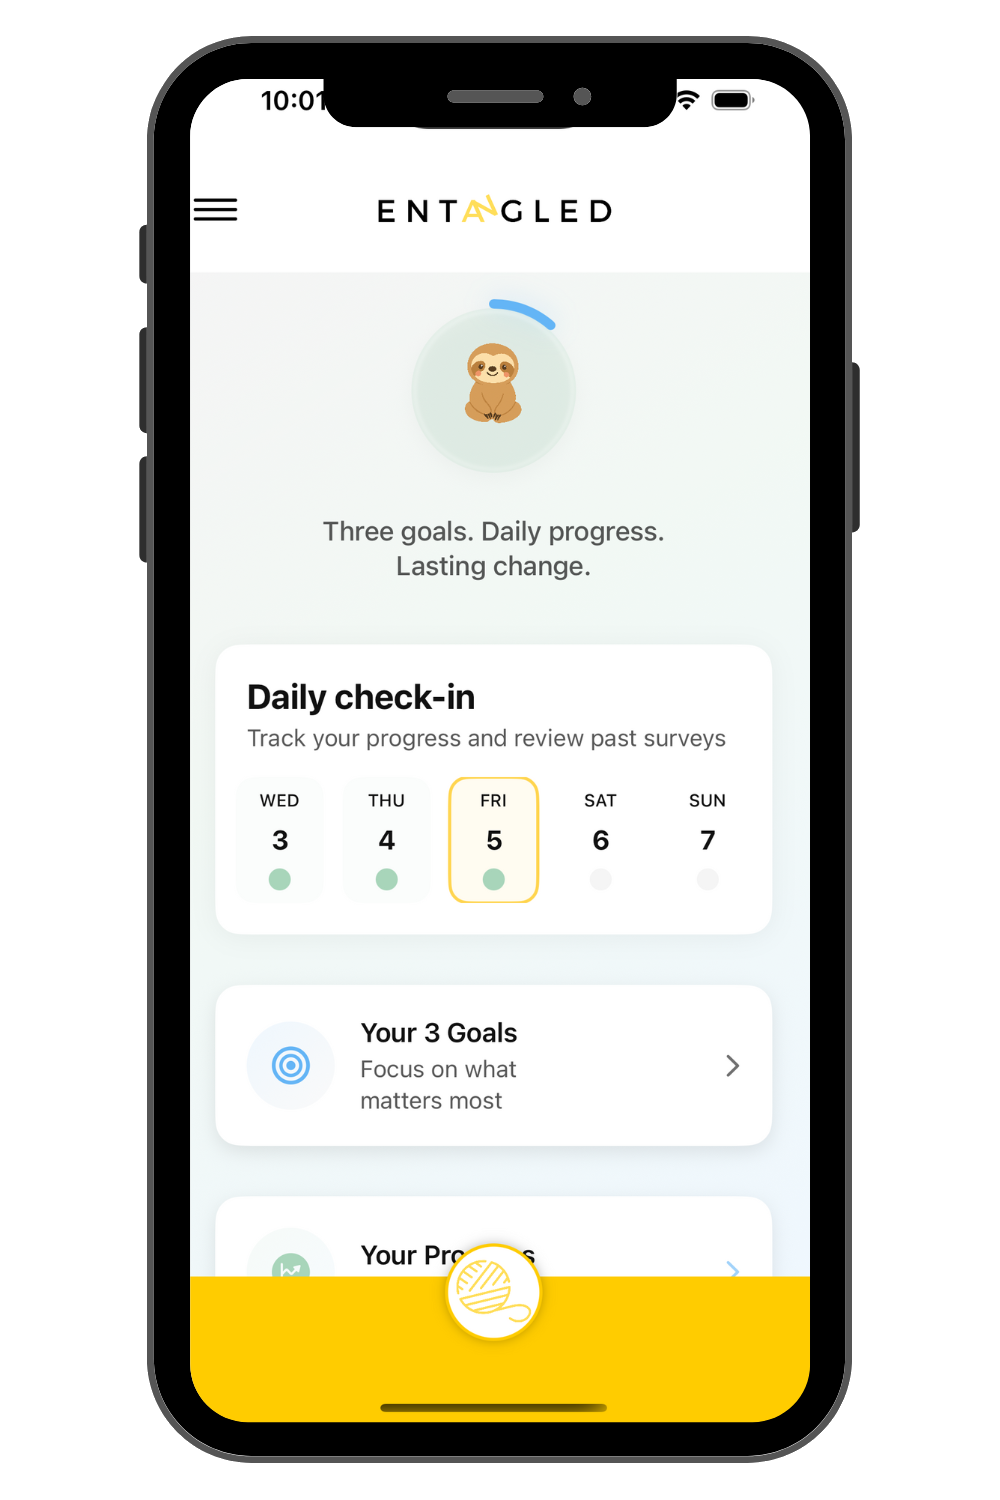 10:01
ENTANGLED
Three goals. Daily progress.
Lasting change.
Daily check-in
Track your progress and review past surveys
WED THU FRI SAT SUN
3 4 5 6 7
Your 3 Goals
Focus on what
matters most
Your Pro s